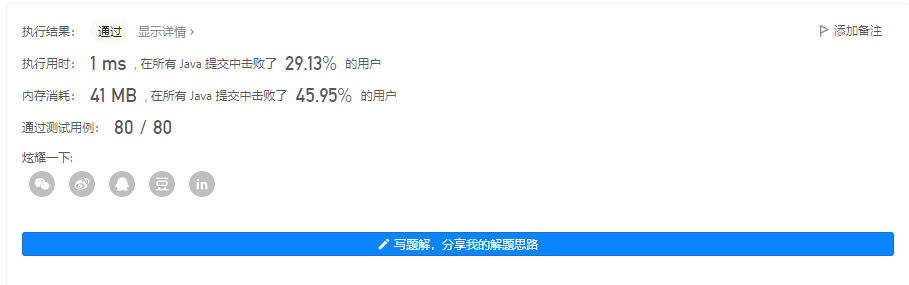 执行结果： 通过 显示详情 › 添加备注
执行用时： 1 ms , 在所有 Java 提交中击败了 29.13% 的用户
内存消耗： 41 MB , 在所有 Java 提交中击败了 45.95% 的用户
通过测试用例： 80 / 80
炫耀一下:
豆 in
写题解，分享我的解题思路